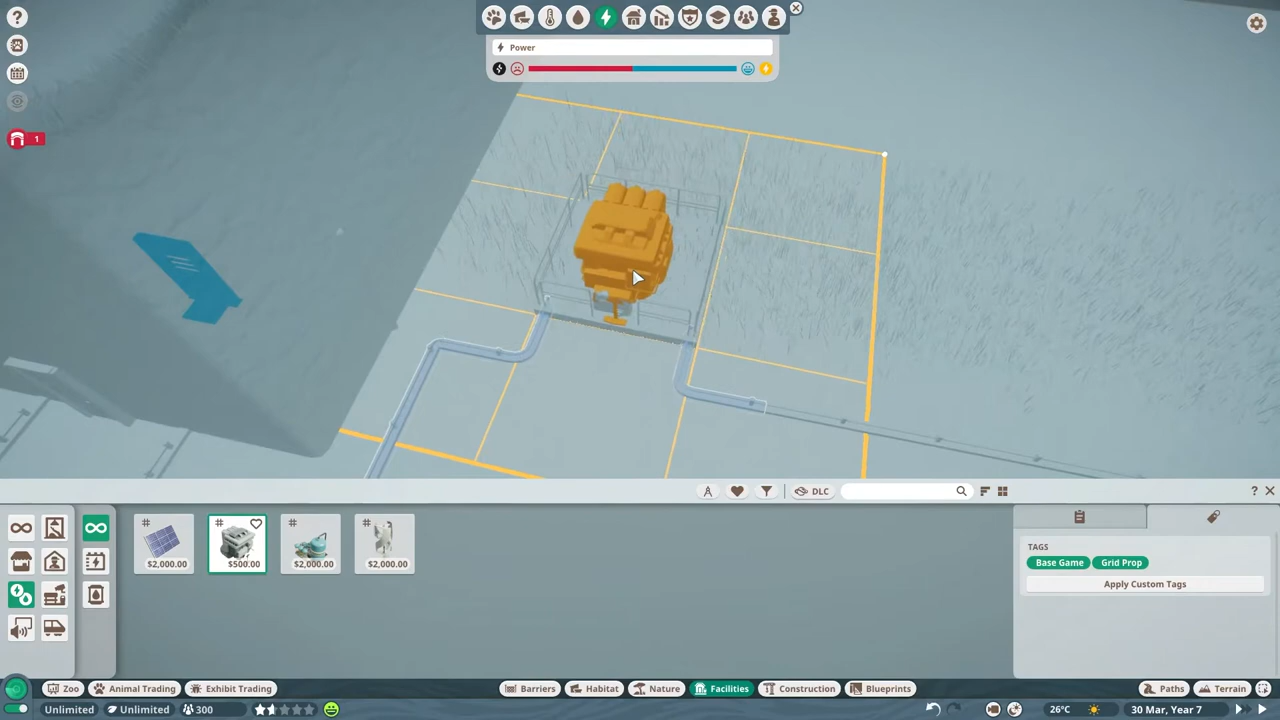 ?
Power
1
DLC
? ×
# $2,000.00
# $500.00
# $2,000.00
# $2,000.00
TAGS
Base Game
Grid Prop
Apply Custom Tags
Zoo
Animal Trading
Exhibit Trading
Barriers
Habitat
Nature
Facilities
Construction
Blueprints
Paths
Terrain
Unlimited
Unlimited
300
26°C
30 Mar, Year 7